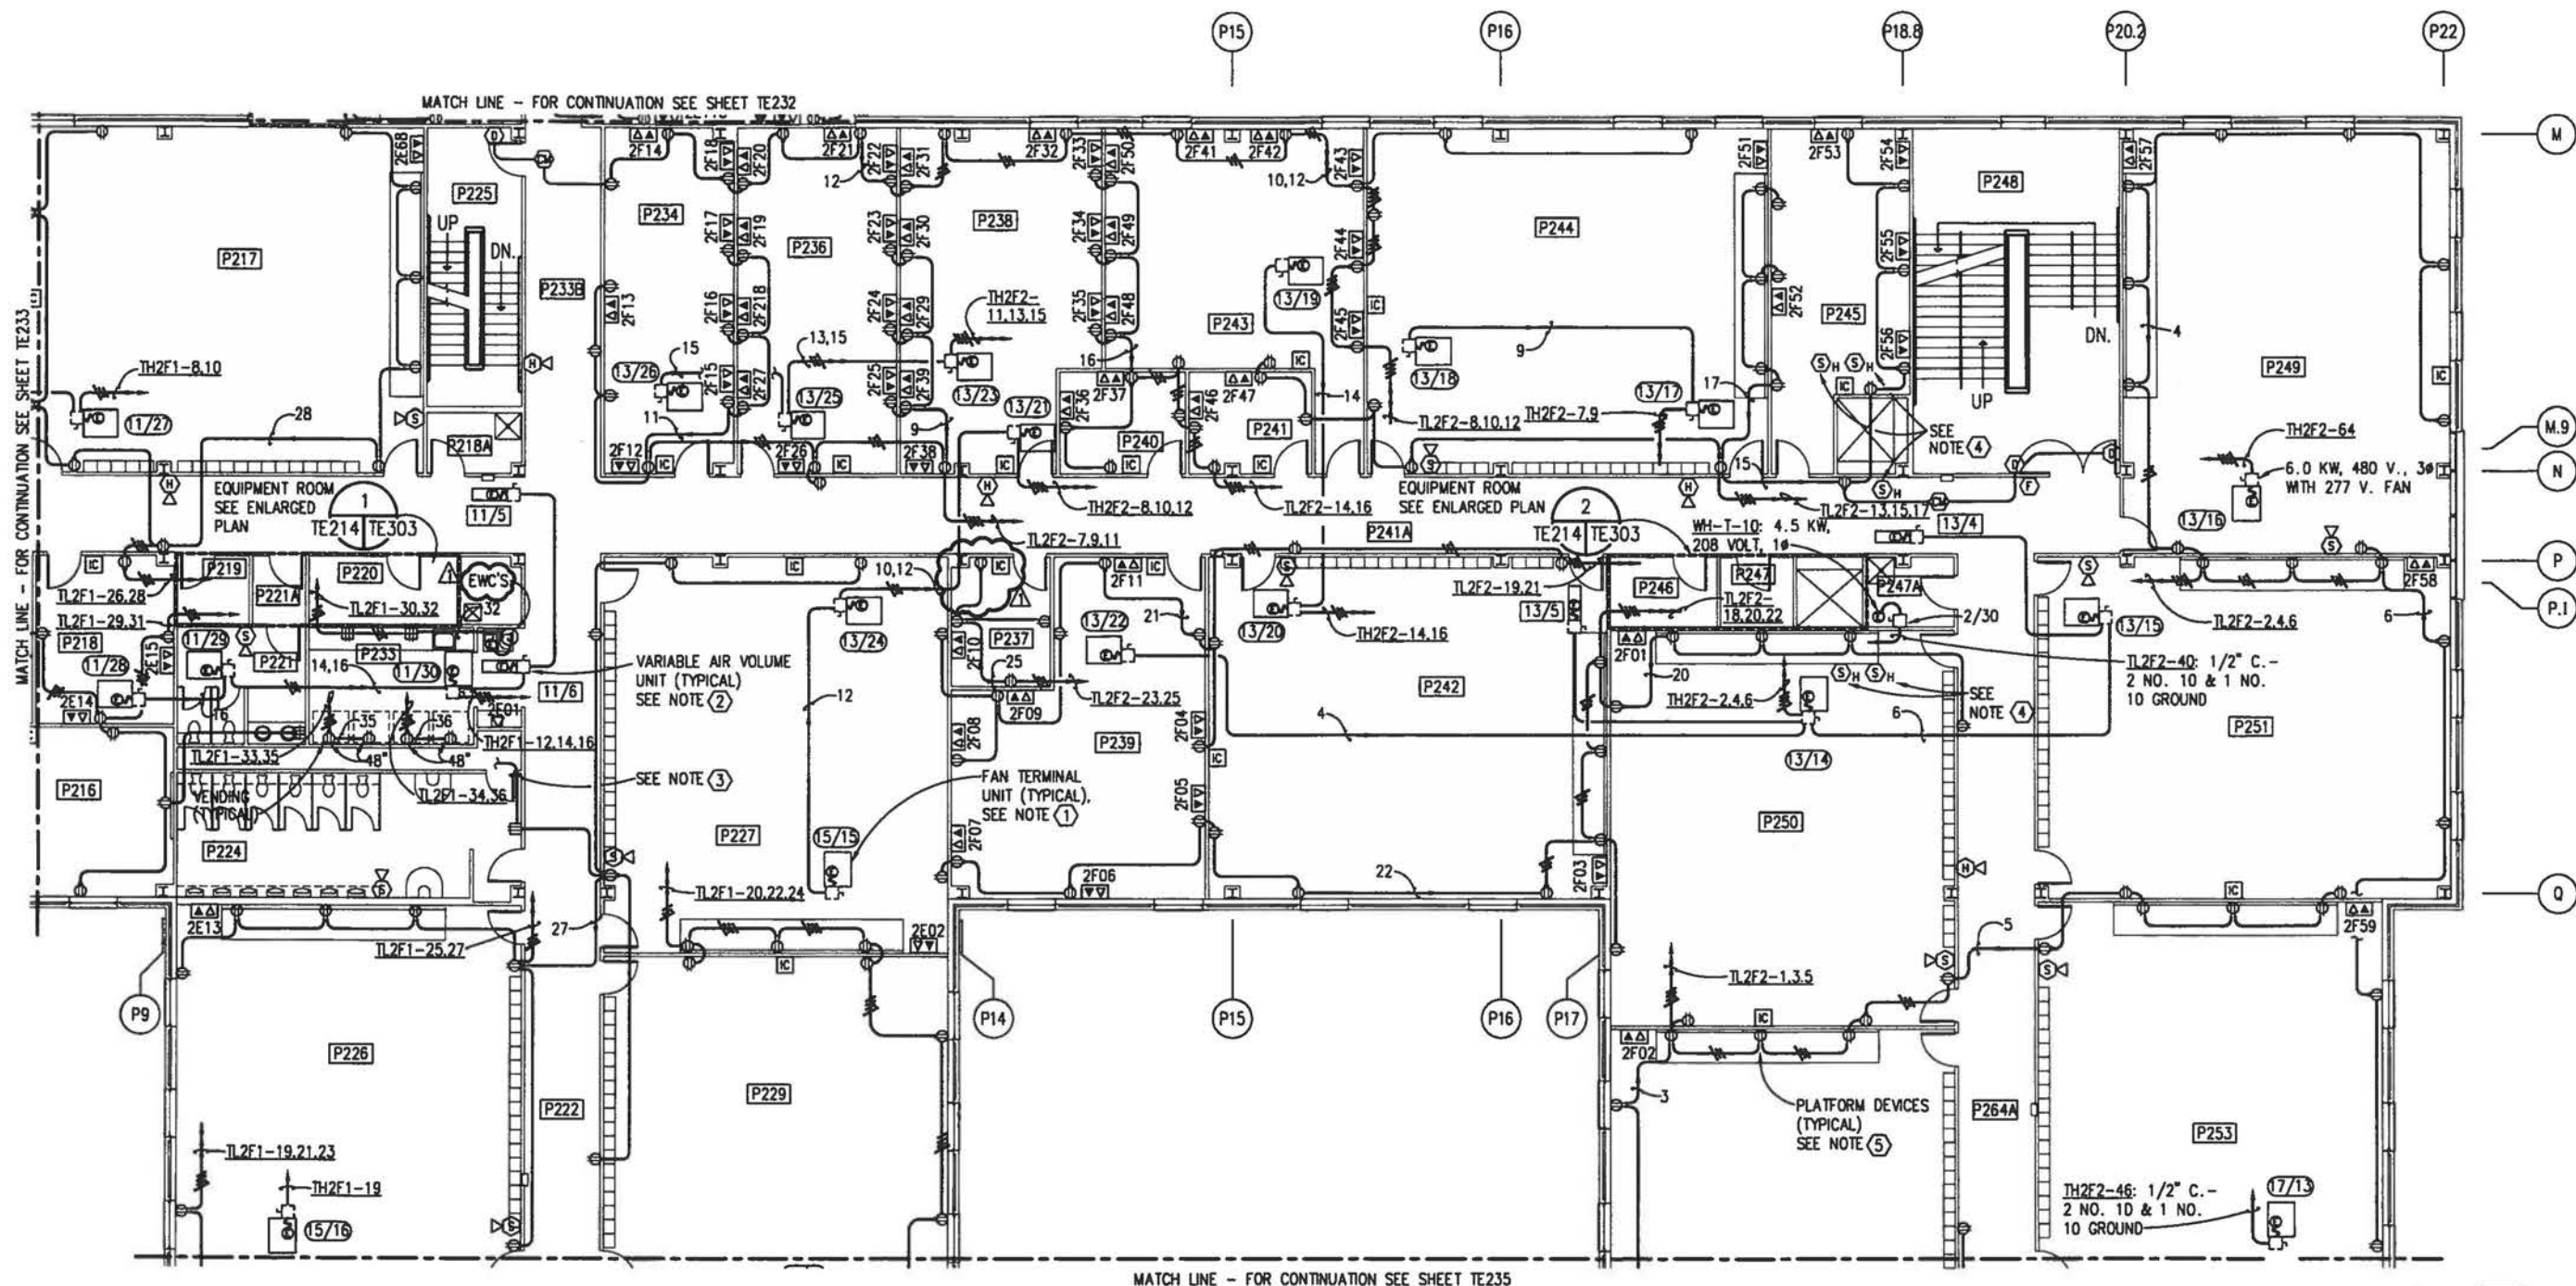 P15
P16
P18.8
P20.2
P22
MATCH LINE - FOR CONTINUATION SEE SHEET TE232
M
M.9
N
P
P.1
Q
MATCH LINE - FOR CONTINUATION SEE SHEET TE233
2E68
D
P225
UP
DN.
P217
P233B
TH2F1-8,10
11/27
28
P218A
S
H
EQUIPMENT ROOM
SEE ENLARGED
PLAN
1
TE214 TE303
11/5
2F14
2F18
2F20
2F21
2F22
2F31
2F32
2F33
2F50
2F41
2F42
2F43
12
10,12
P234
P236
P238
2F17
2F19
2F23
2F30
2F34
2F49
2F44
2F13
2F16
2F218
2F24
2F29
2F35
2F48
2F45
TH2F2-
11,13,15
13,15
15
13/26
2F15
2F27
13/25
2F25
2F39
13/23
13/21
16
P243
13/19
IC
2F36
2F37
2F46
2F47
14
P240
P241
11
2F12
2F26
2F38
9
TH2F2-8,10,12
TL2F2-14,16
TL2F2-7,9,11
P244
2F51
2F53
2F54
2F52
2F55
2F56
P245
P248
UP
DN.
2F57
4
P249
9
13/18
13/17
17
TL2F2-8,10,12
TH2F2-7,9
SEE
NOTE 4
TH2F2-64
6.0 KW, 480 V., 3ø
WITH 277 V. FAN
13/16
EQUIPMENT ROOM
SEE ENLARGED PLAN
2
TE214 TE303
15
TL2F2-13,15,17
F
P241A
WH-T-10: 4.5 KW,
208 VOLT, 1ø
13/4
P219
P220
P221A
EWC'S
32
TL2F1-26,28
TL2F1-30,32
TL2F1-29,31
P218
11/29
P221
P233
14,16
11/30
11/28
2E15
2E14
16
35
36
2F01
11/6
TH2F1-12,14,16
TL2F1-33,35
48"
48"
VENDING
(TYPICAL)
TL2F1-34,36
P216
P224
VARIABLE AIR VOLUME
UNIT (TYPICAL)
SEE NOTE 2
SEE NOTE 3
10,12
13/24
12
P227
15/15
FAN TERMINAL
UNIT (TYPICAL),
SEE NOTE 1
TL2F1-20,22,24
2F11
2F10
P237
25
13/22
21
TL2F2-23,25
2F09
2F08
P239
2F04
2F05
2F07
2F06
13/20
TH2F2-14,16
P242
4
22
2F03
TL2F2-19,21
13/5
P246
P247
P247A
TL2F2-
18,20,22
2/30
2F01
20
TH2F2-2,4,6
13/14
SEE
NOTE 4
6
P250
TL2F2-40: 1/2" C.-
2 NO. 10 & 1 NO.
10 GROUND
13/15
TL2F2-2,4,6
2F58
6
P251
2E13
27
TL2F1-25,27
2E02
P9
P14
P15
P16
P17
P226
P222
P229
TL2F1-19,21,23
TH2F1-19
15/16
TL2F2-1,3,5
5
2F02
3
PLATFORM DEVICES
(TYPICAL)
SEE NOTE 5
P264A
2F59
P253
TH2F2-46: 1/2" C.-
2 NO. 1D & 1 NO.
10 GROUND
17/13
MATCH LINE - FOR CONTINUATION SEE SHEET TE235